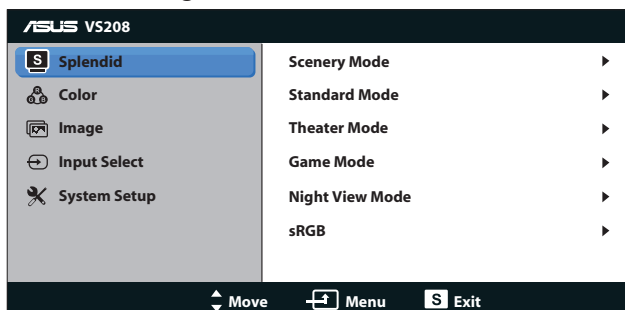 ASUS VS208
S Splendid
Color
Image
Input Select
System Setup
Scenery Mode
Standard Mode
Theater Mode
Game Mode
Night View Mode
sRGB
Move Menu S Exit